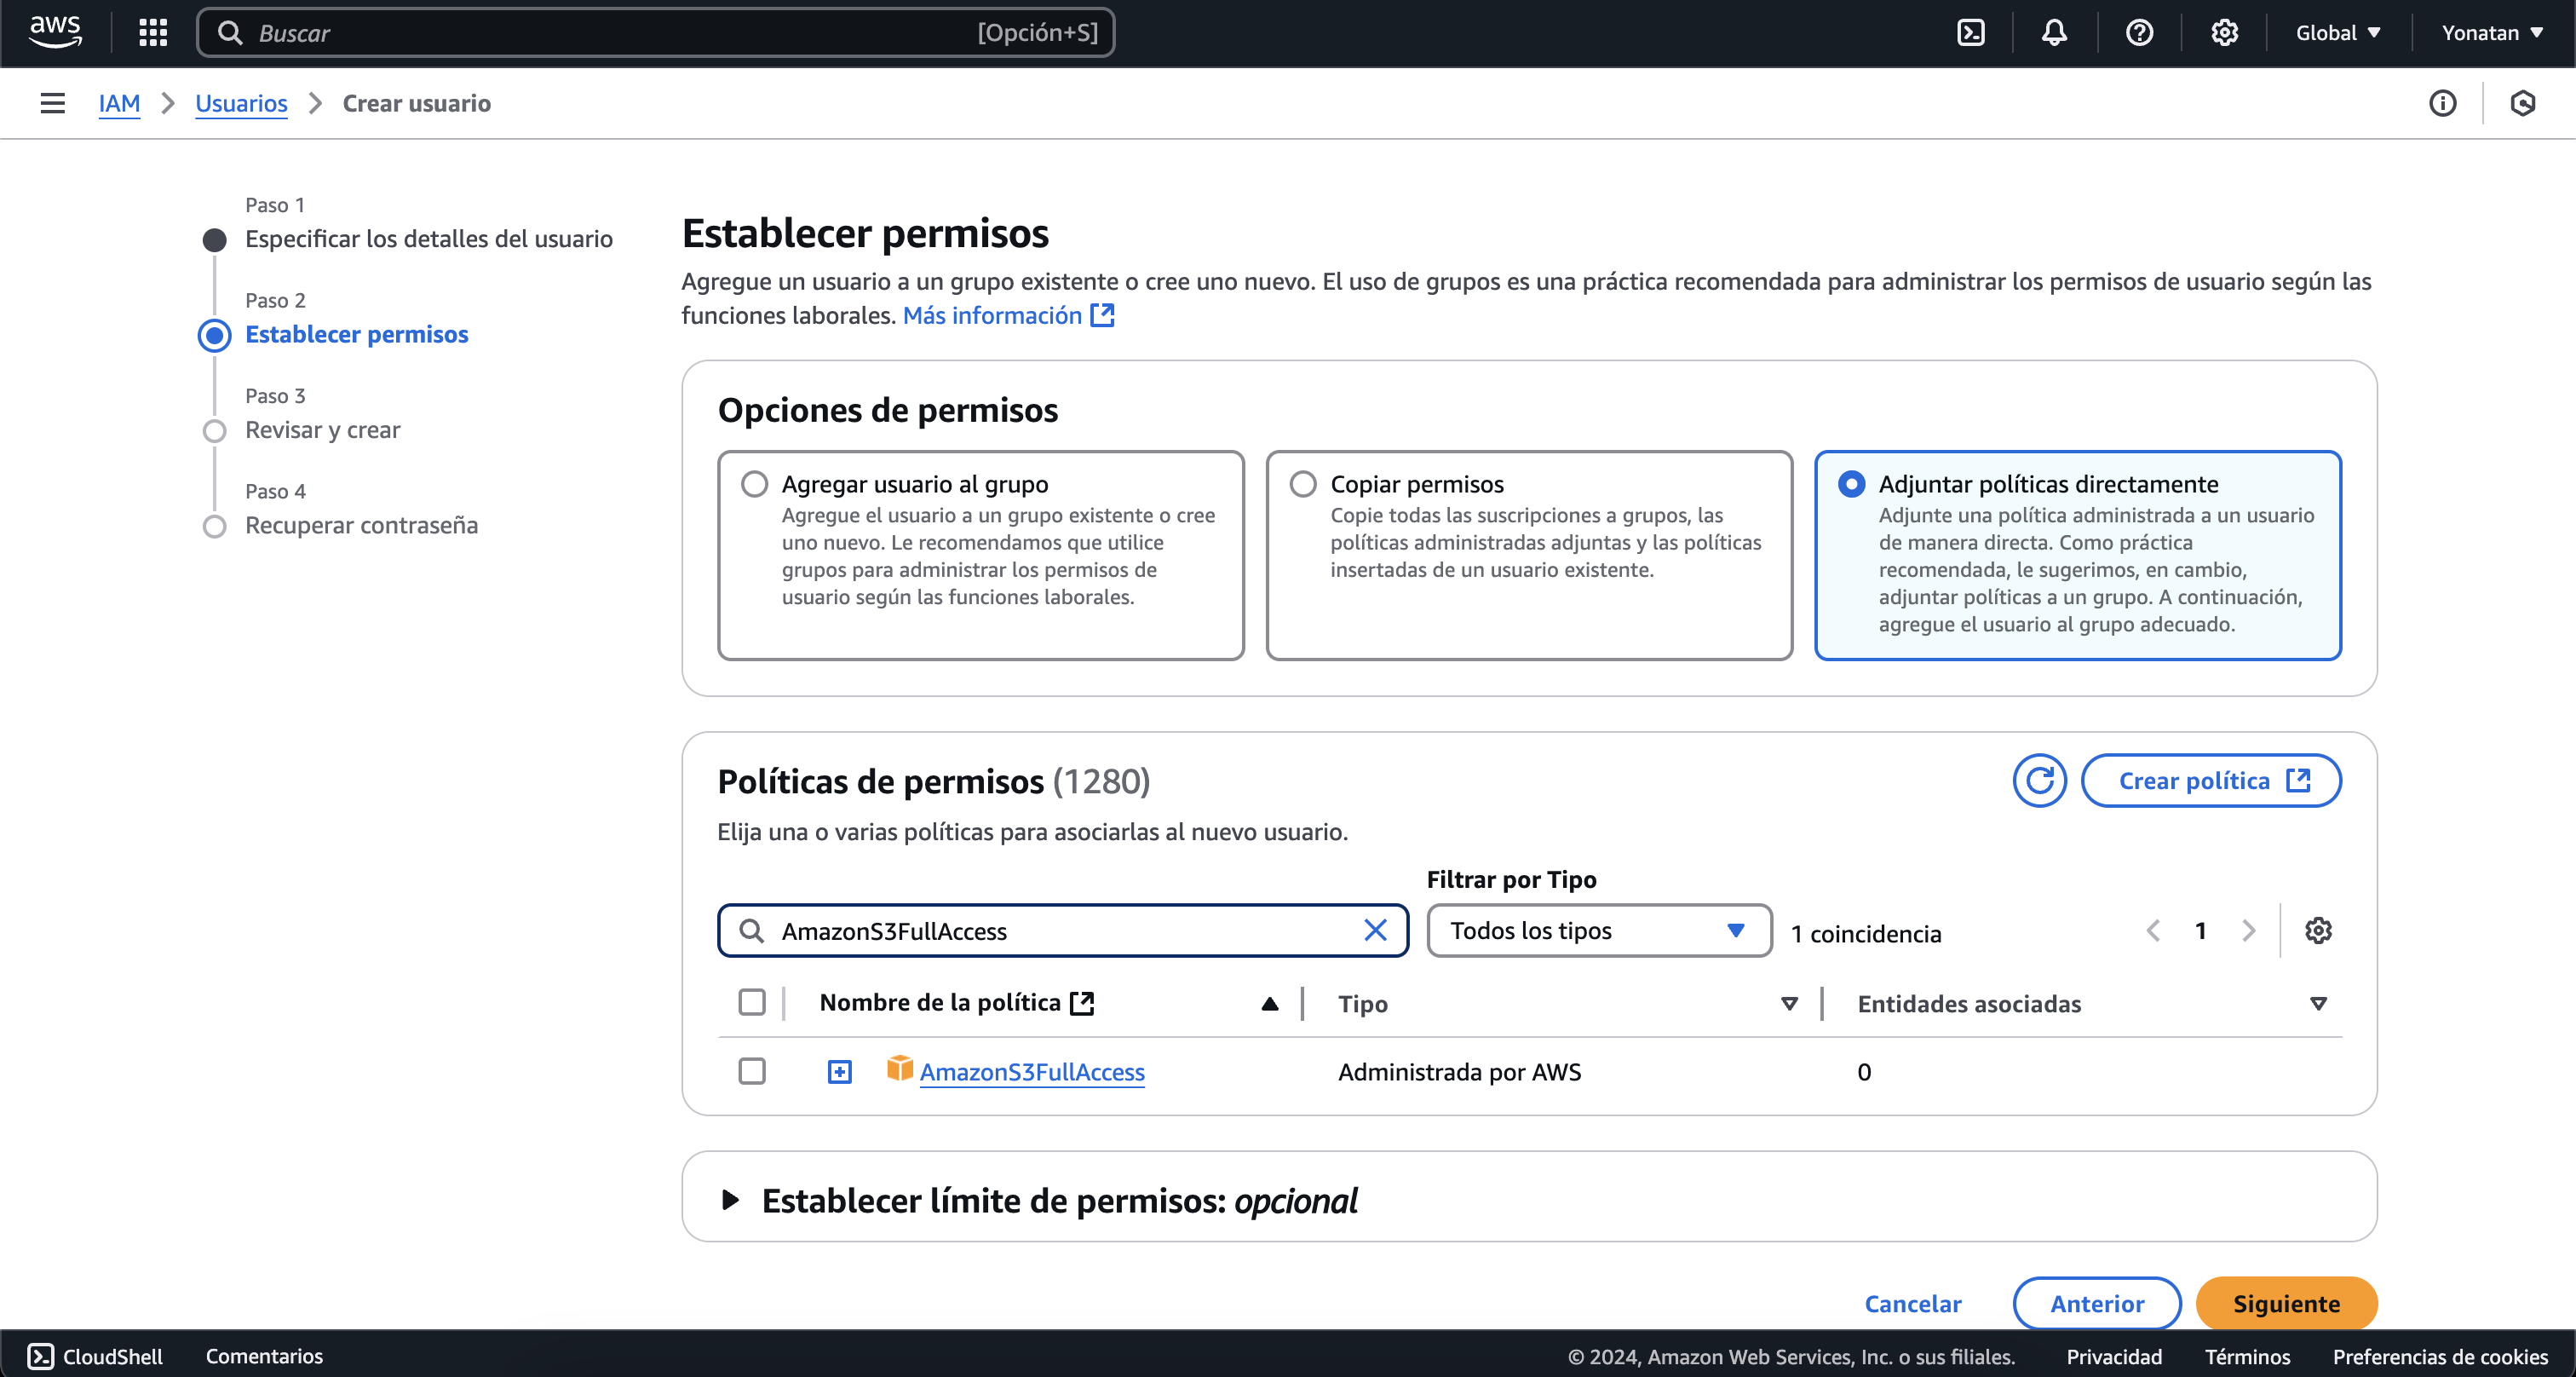 aws
Buscar
[Opción+S]
Global
Yonatan
IAM
Usuarios
Crear usuario
Paso 1
Especificar los detalles del usuario
Paso 2
Establecer permisos
Paso 3
Revisar y crear
Paso 4
Recuperar contraseña
Establecer permisos
Agregue un usuario a un grupo existente o cree uno nuevo. El uso de grupos es una práctica recomendada para administrar los permisos de usuario según las
funciones laborales. Más información
Opciones de permisos
Agregar usuario al grupo
Agregue el usuario a un grupo existente o cree
uno nuevo. Le recomendamos que utilice
grupos para administrar los permisos de
usuario según las funciones laborales.
Copiar permisos
Copie todas las suscripciones a grupos, las
políticas administradas adjuntas y las políticas
insertadas de un usuario existente.
Adjuntar políticas directamente
Adjunte una política administrada a un usuario
de manera directa. Como práctica
recomendada, le sugerimos, en cambio,
adjuntar políticas a un grupo. A continuación,
agregue el usuario al grupo adecuado.
Políticas de permisos (1280)
Crear política
Elija una o varias políticas para asociarlas al nuevo usuario.
Filtrar por Tipo
AmazonS3FullAccess
Todos los tipos
1 coincidencia
1
Nombre de la política
Tipo
Entidades asociadas
AmazonS3FullAccess
Administrada por AWS
0
Establecer límite de permisos: opcional
Cancelar
Anterior
Siguiente
CloudShell
Comentarios
© 2024, Amazon Web Services, Inc. o sus filiales.
Privacidad
Términos
Preferencias de cookies